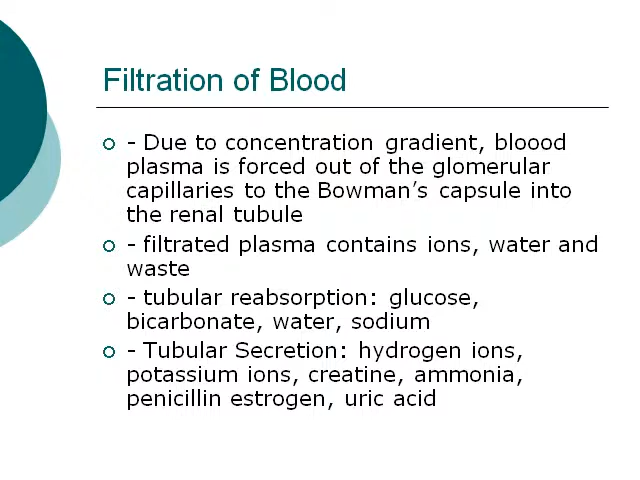 Filtration of Blood
- Due to concentration gradient, bloood
plasma is forced out of the glomerular
capillaries to the Bowman's capsule into
the renal tubule
- filtrated plasma contains ions, water and
waste
- tubular reabsorption: glucose,
bicarbonate, water, sodium
- Tubular Secretion: hydrogen ions,
potassium ions, creatine, ammonia,
penicillin estrogen, uric acid